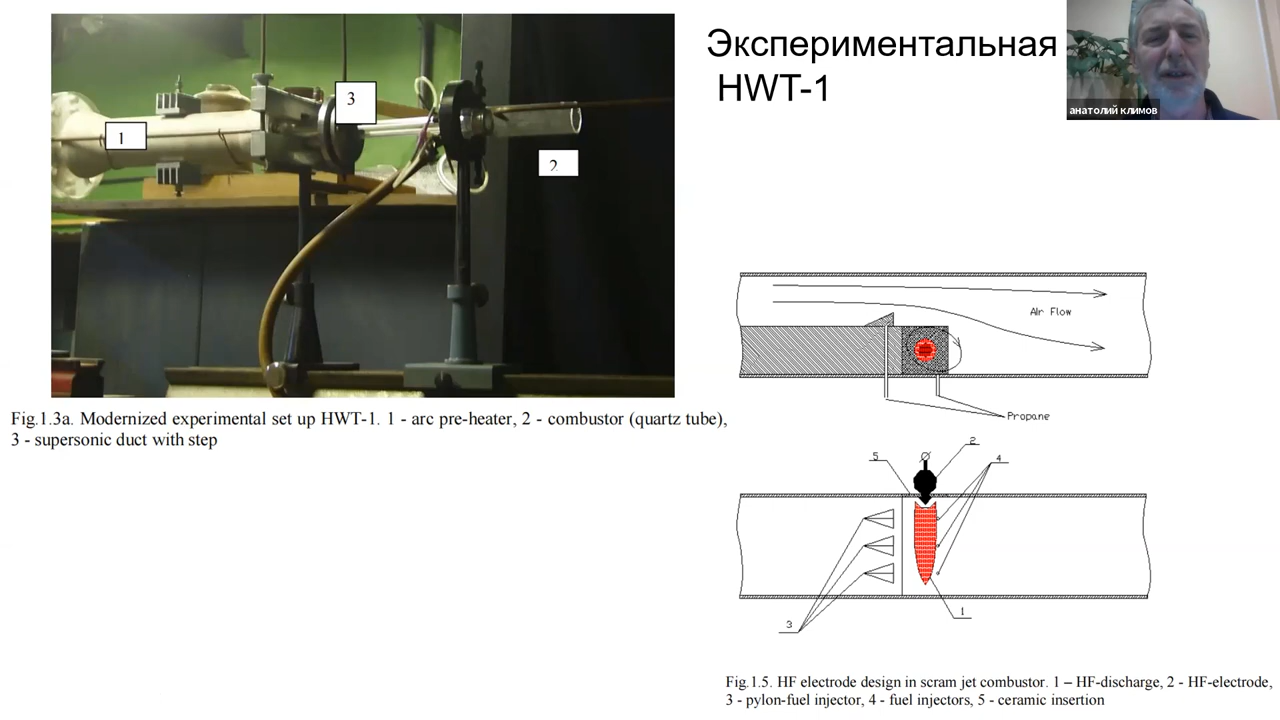 Экспериментальная
HWT-1
анатолий климов
1
3
2
Fig.1.3a. Modernized experimental set up HWT-1. 1 - arc pre-heater, 2 - combustor (quartz tube),
3 - supersonic duct with step
Air Flow
Propane
5
2
4
3
1
Fig.1.5. HF electrode design in scram jet combustor. 1 – HF-discharge, 2 - HF-electrode,
3 - pylon-fuel injector, 4 - fuel injectors, 5 - ceramic insertion